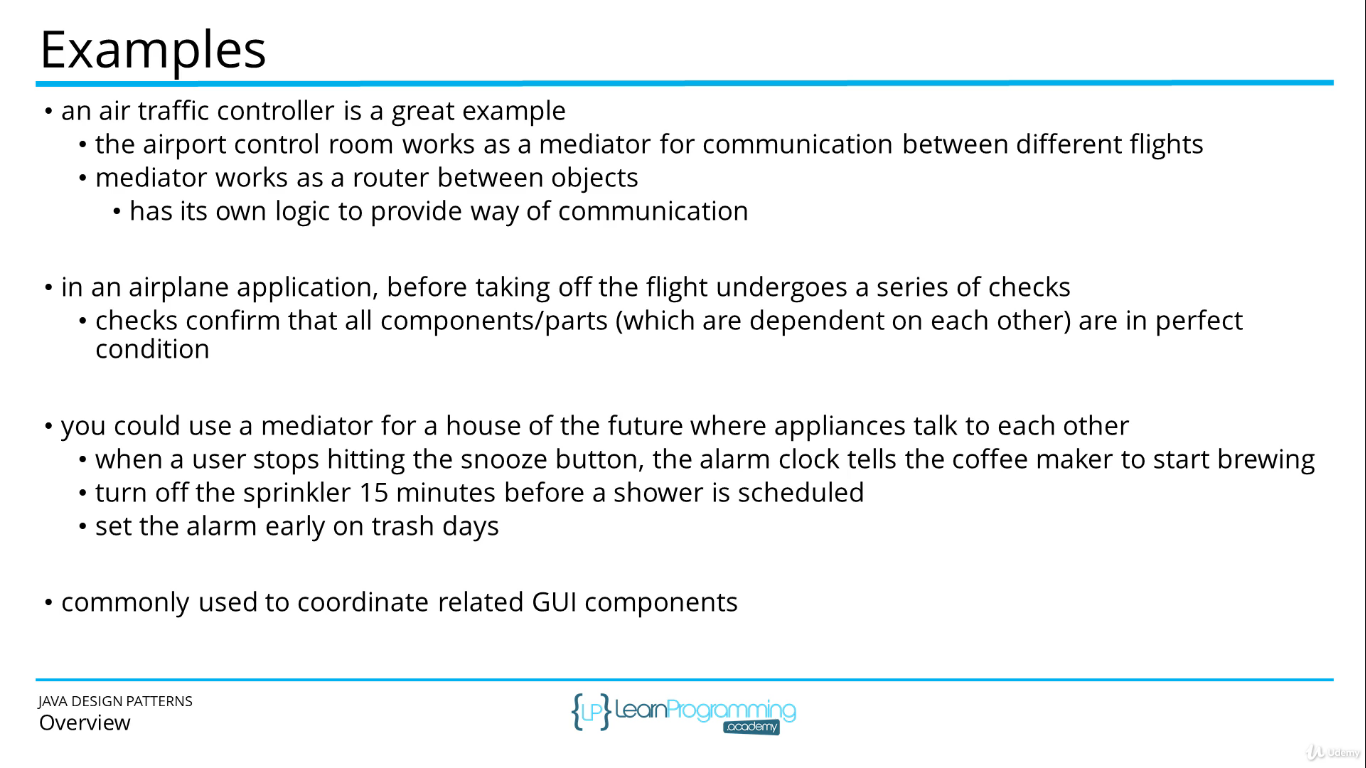 Examples
• an air traffic controller is a great example
• the airport control room works as a mediator for communication between different flights
• mediator works as a router between objects
• has its own logic to provide way of communication
• in an airplane application, before taking off the flight undergoes a series of checks
• checks confirm that all components/parts (which are dependent on each other) are in perfect
condition
• you could use a mediator for a house of the future where appliances talk to each other
• when a user stops hitting the snooze button, the alarm clock tells the coffee maker to start brewing
• turn off the sprinkler 15 minutes before a shower is scheduled
• set the alarm early on trash days
• commonly used to coordinate related GUI components
JAVA DESIGN PATTERNS
Overview
{LP} LearnProgramming
.academy
Udemy